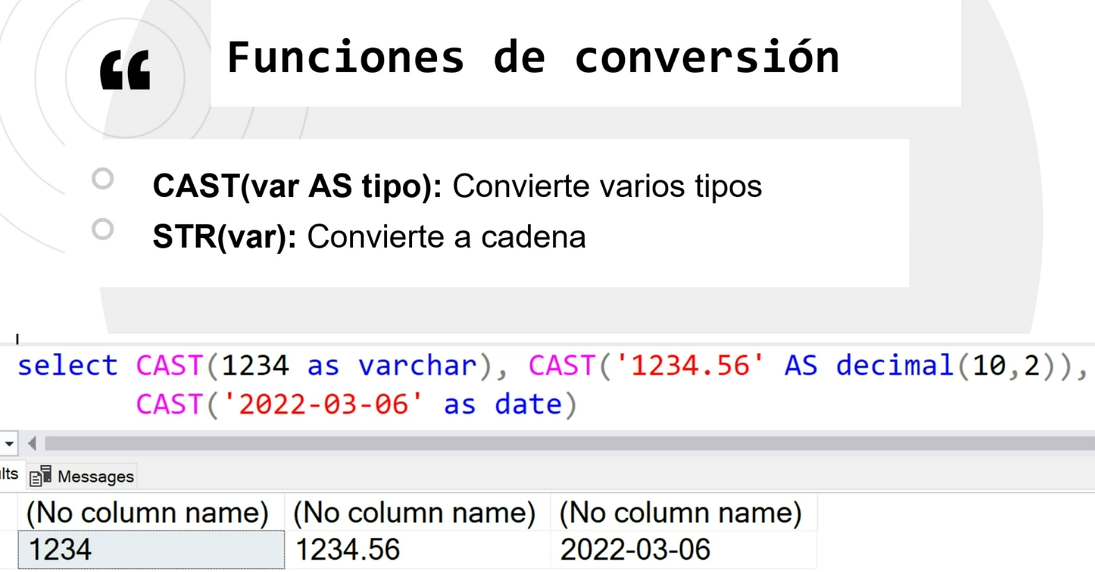 “
Funciones de conversión
CAST(var AS tipo): Convierte varios tipos
STR(var): Convierte a cadena
select CAST(1234 as varchar), CAST('1234.56' AS decimal(10,2)),
CAST('2022-03-06' as date)
lts Messages
(No column name) (No column name) (No column name)
1234 1234.56 2022-03-06